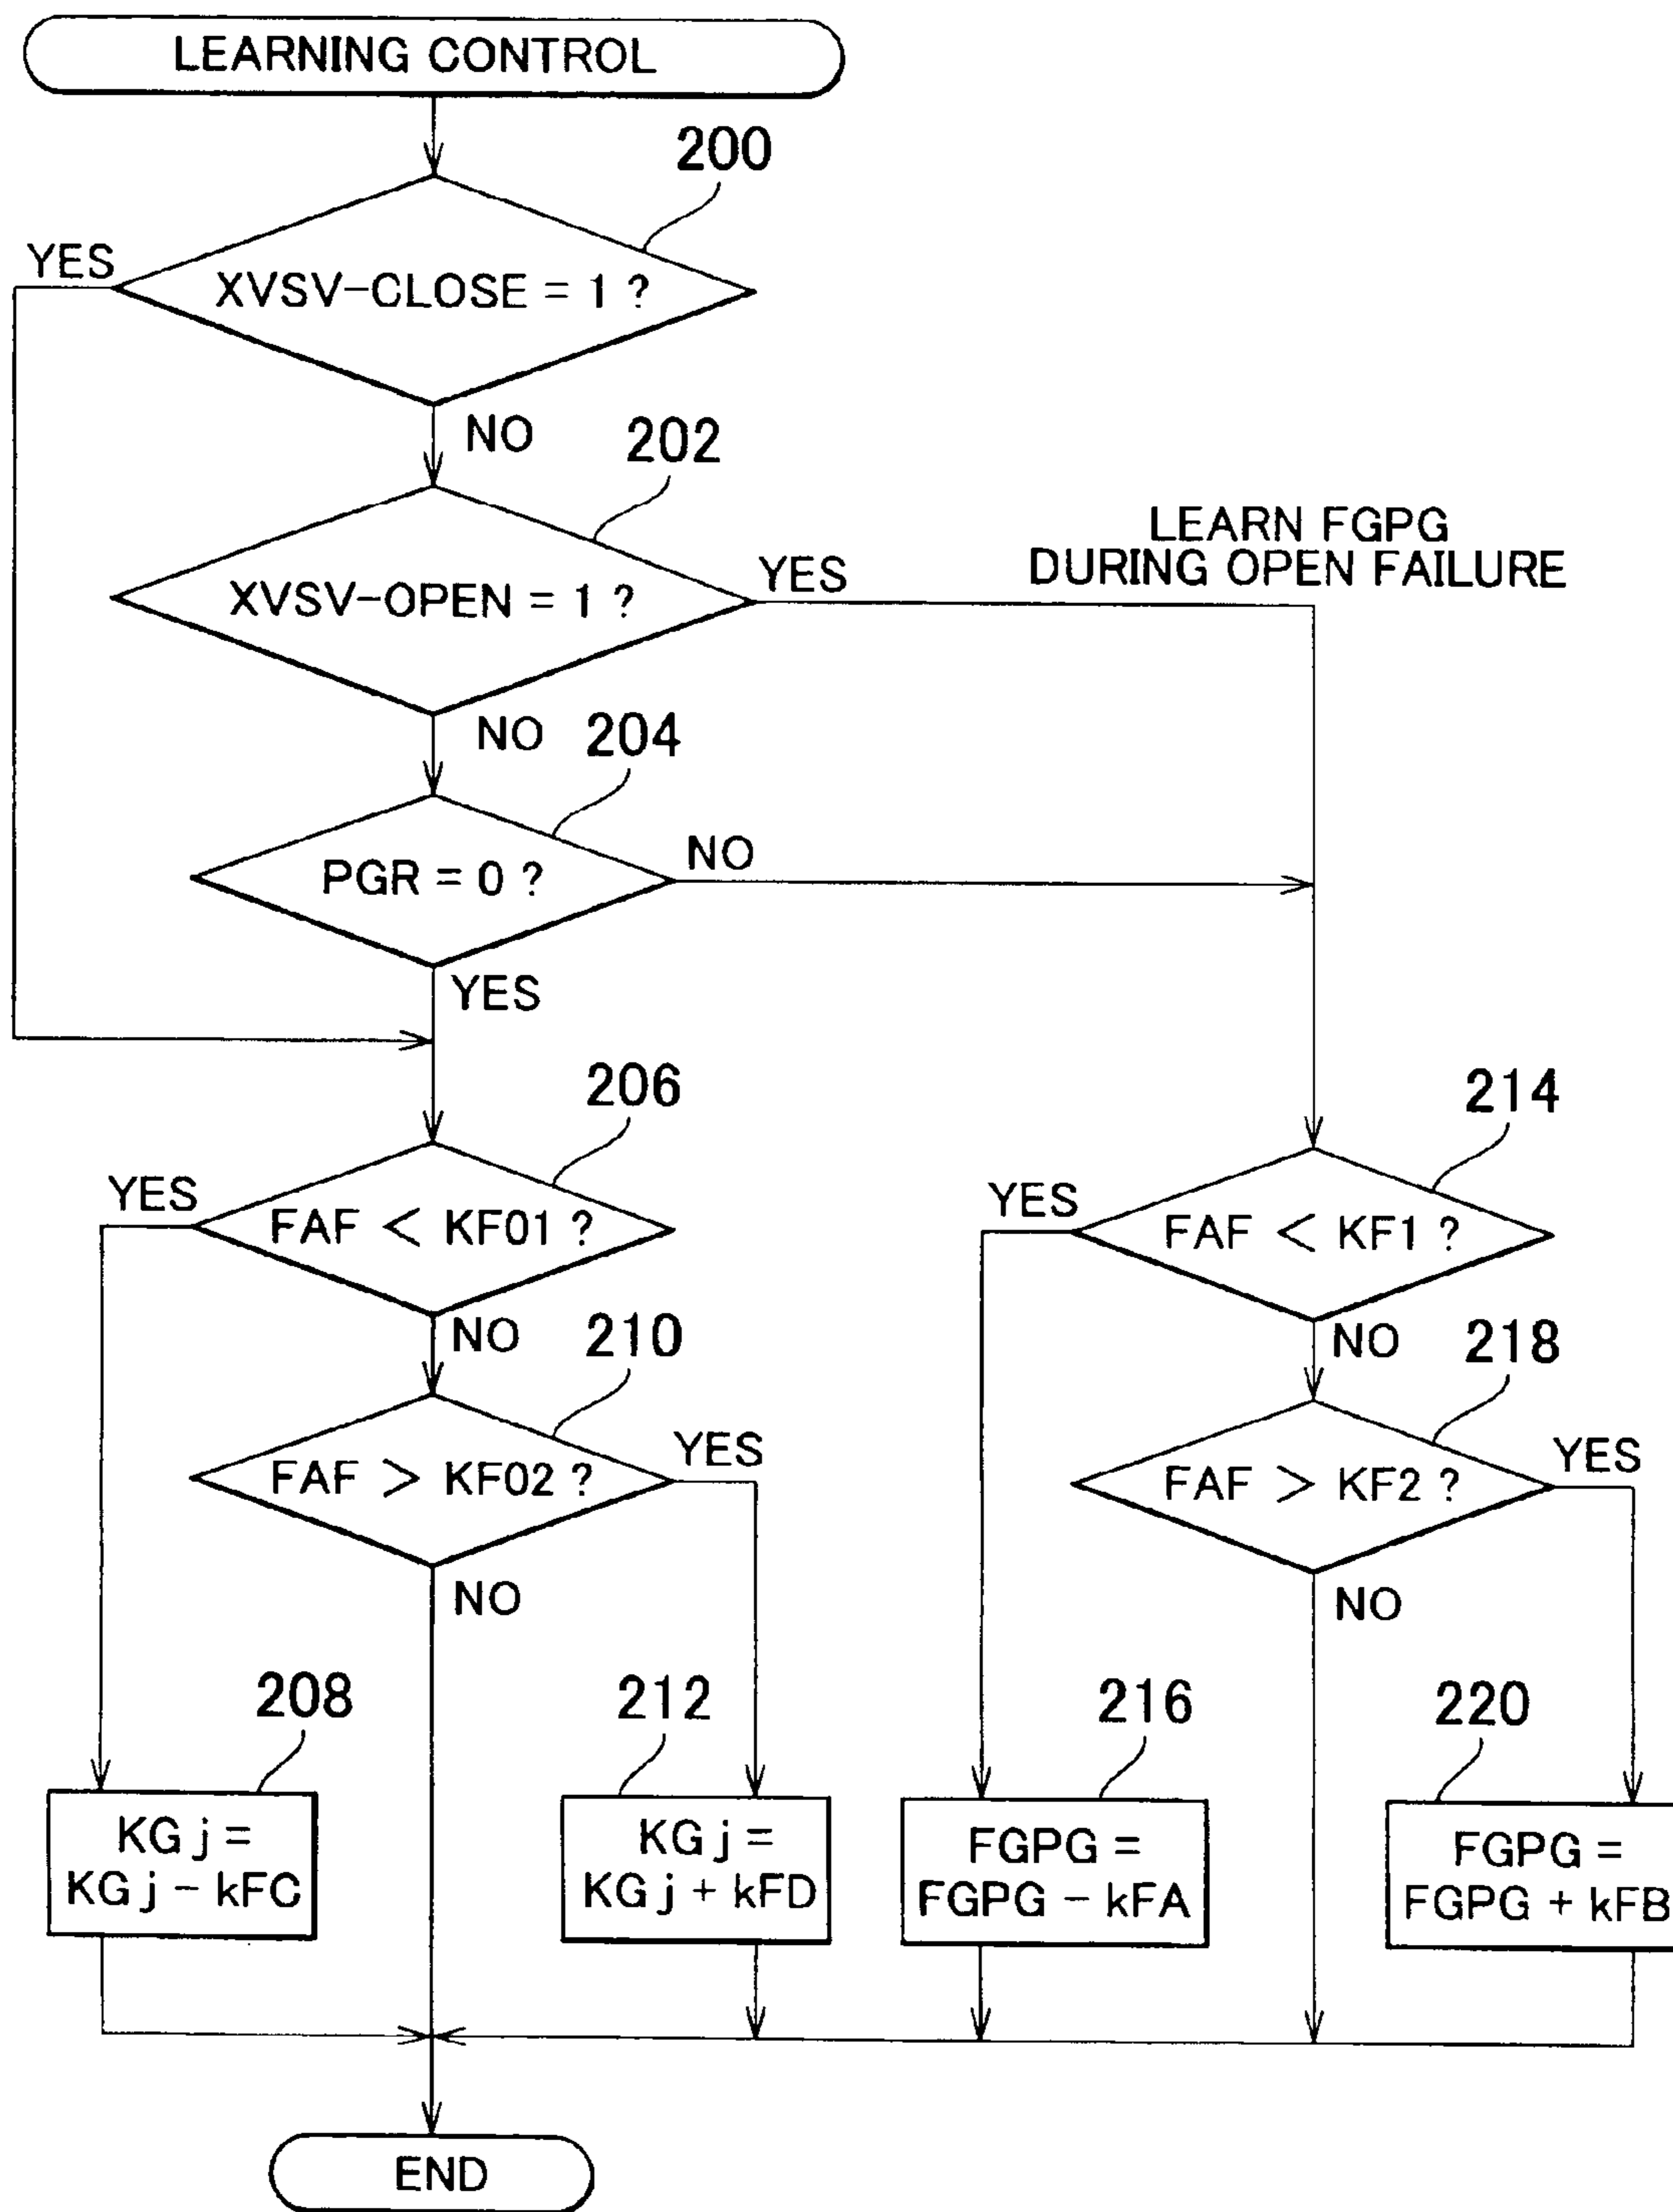 LEARNING CONTROL
200
YES
XVSV-CLOSE = 1 ?
NO
202
LEARN FGPG
DURING OPEN FAILURE
YES
XVSV-OPEN = 1 ?
NO
204
NO
PGR = 0 ?
YES
206
214
YES
FAF < KF01 ?
YES
FAF < KF1 ?
NO
210
NO
218
YES
FAF > KF02 ?
YES
FAF > KF2 ?
NO
NO
208
212
216
220
KG j =
KG j - kFC
KG j =
KG j + kFD
FGPG =
FGPG - kFA
FGPG =
FGPG + kFB
END